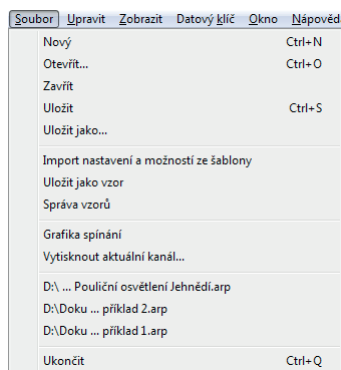 Soubor Upravit Zobrazit Datový klíč Okno Nápověda
Nový Ctrl+N
Otevřít... Ctrl+O
Zavřít
Uložit Ctrl+S
Uložit jako...
Import nastavení a možností ze šablony
Uložit jako vzor
Správa vzorů
Grafika spínání
Vytisknout aktuální kanál...
D:\ ... Pouliční osvětlení Jehnědí.arp
D:\Doku ... příklad 2.arp
D:\Doku ... příklad 1.arp
Ukončit Ctrl+Q